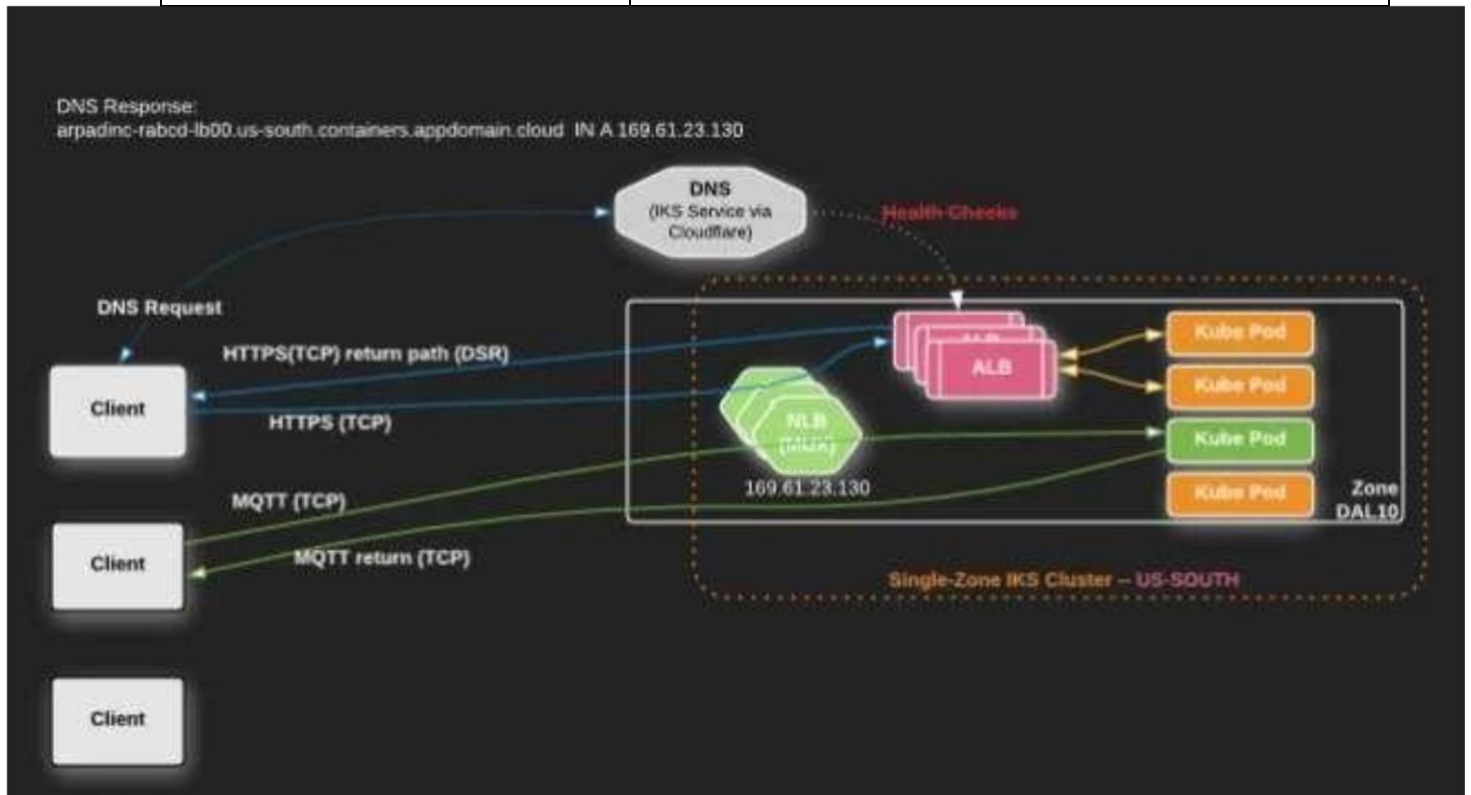 DNS Response:
arpadinc-rabcd-lb00.us-south.containers.appdomain.cloud IN A 169.61.23.130
DNS
(IKS Service via
Cloudflare)
Health Checks
DNS Request
HTTPS(TCP) return path (DSR)
HTTPS (TCP)
Client
ALB
ALB
Kube Pod
Kube Pod
Kube Pod
Kube Pod
NLB
(MUX)
169.61.23.130
Zone
DAL10
MQTT (TCP)
MQTT return (TCP)
Client
Single-Zone IKS Cluster – US-SOUTH
Client